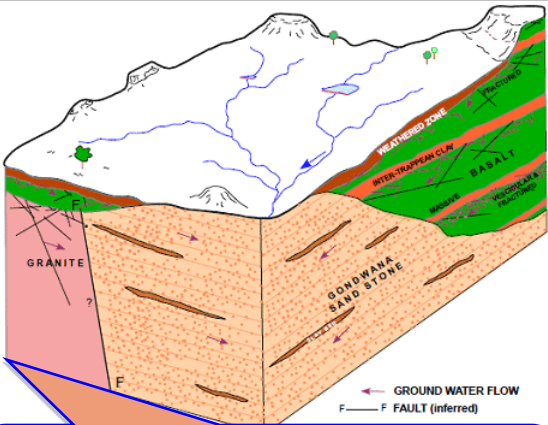 FRACTURED
WEATHERED ZONE
INTER-TRAPPEAN CLAY
BASALT
MASSIVE
VESICULAR &
FRACTURED
F
GRANITE
?
F
GONDWANA
SAND STONE
GROUND WATER FLOW
F F FAULT (inferred)